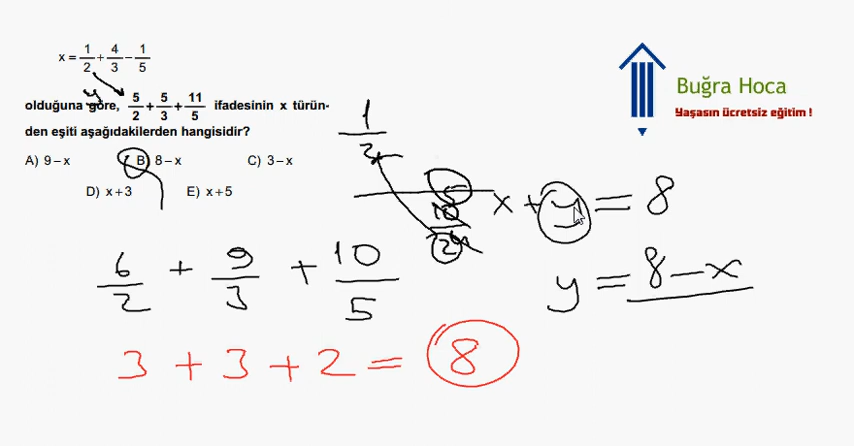 x = 1/2 + 4/3 − 1/5
y
olduğuna göre, 5/2 + 5/3 + 11/5 ifadesinin x türün-
den eşiti aşağıdakilerden hangisidir?
A) 9 – x B) 8 – x C) 3 – x
D) x + 3 E) x + 5
Buğra Hoca
Yaşasın ücretsiz eğitim !
1/2
x + y = 8
y = 8 – x
6/2 + 9/3 + 10/5
3 + 3 + 2 = 8